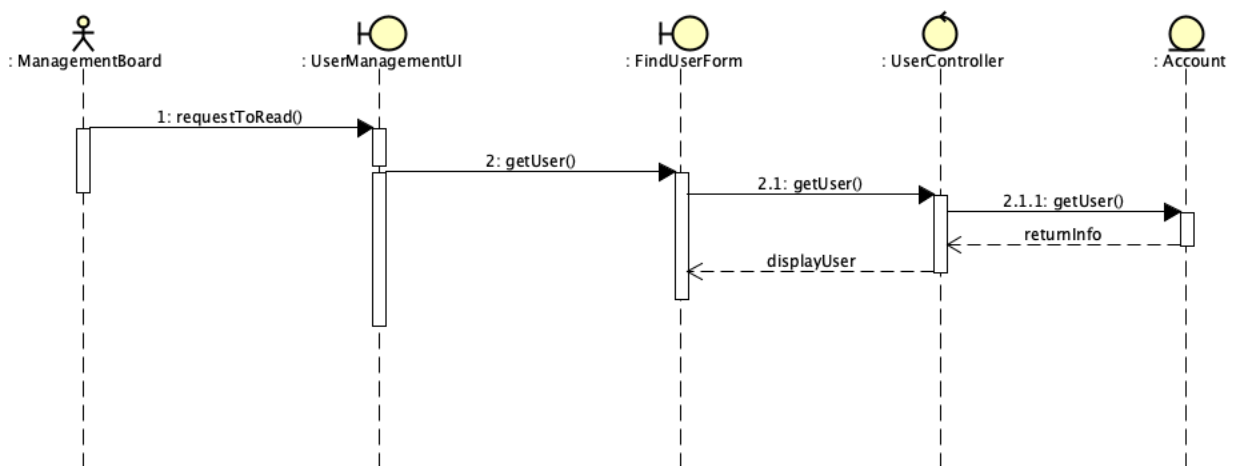 : ManagementBoard
: UserManagementUI
: FindUserForm
: UserController
: Account
1: requestToRead()
2: getUser()
2.1: getUser()
2.1.1: getUser()
returnInfo
displayUser